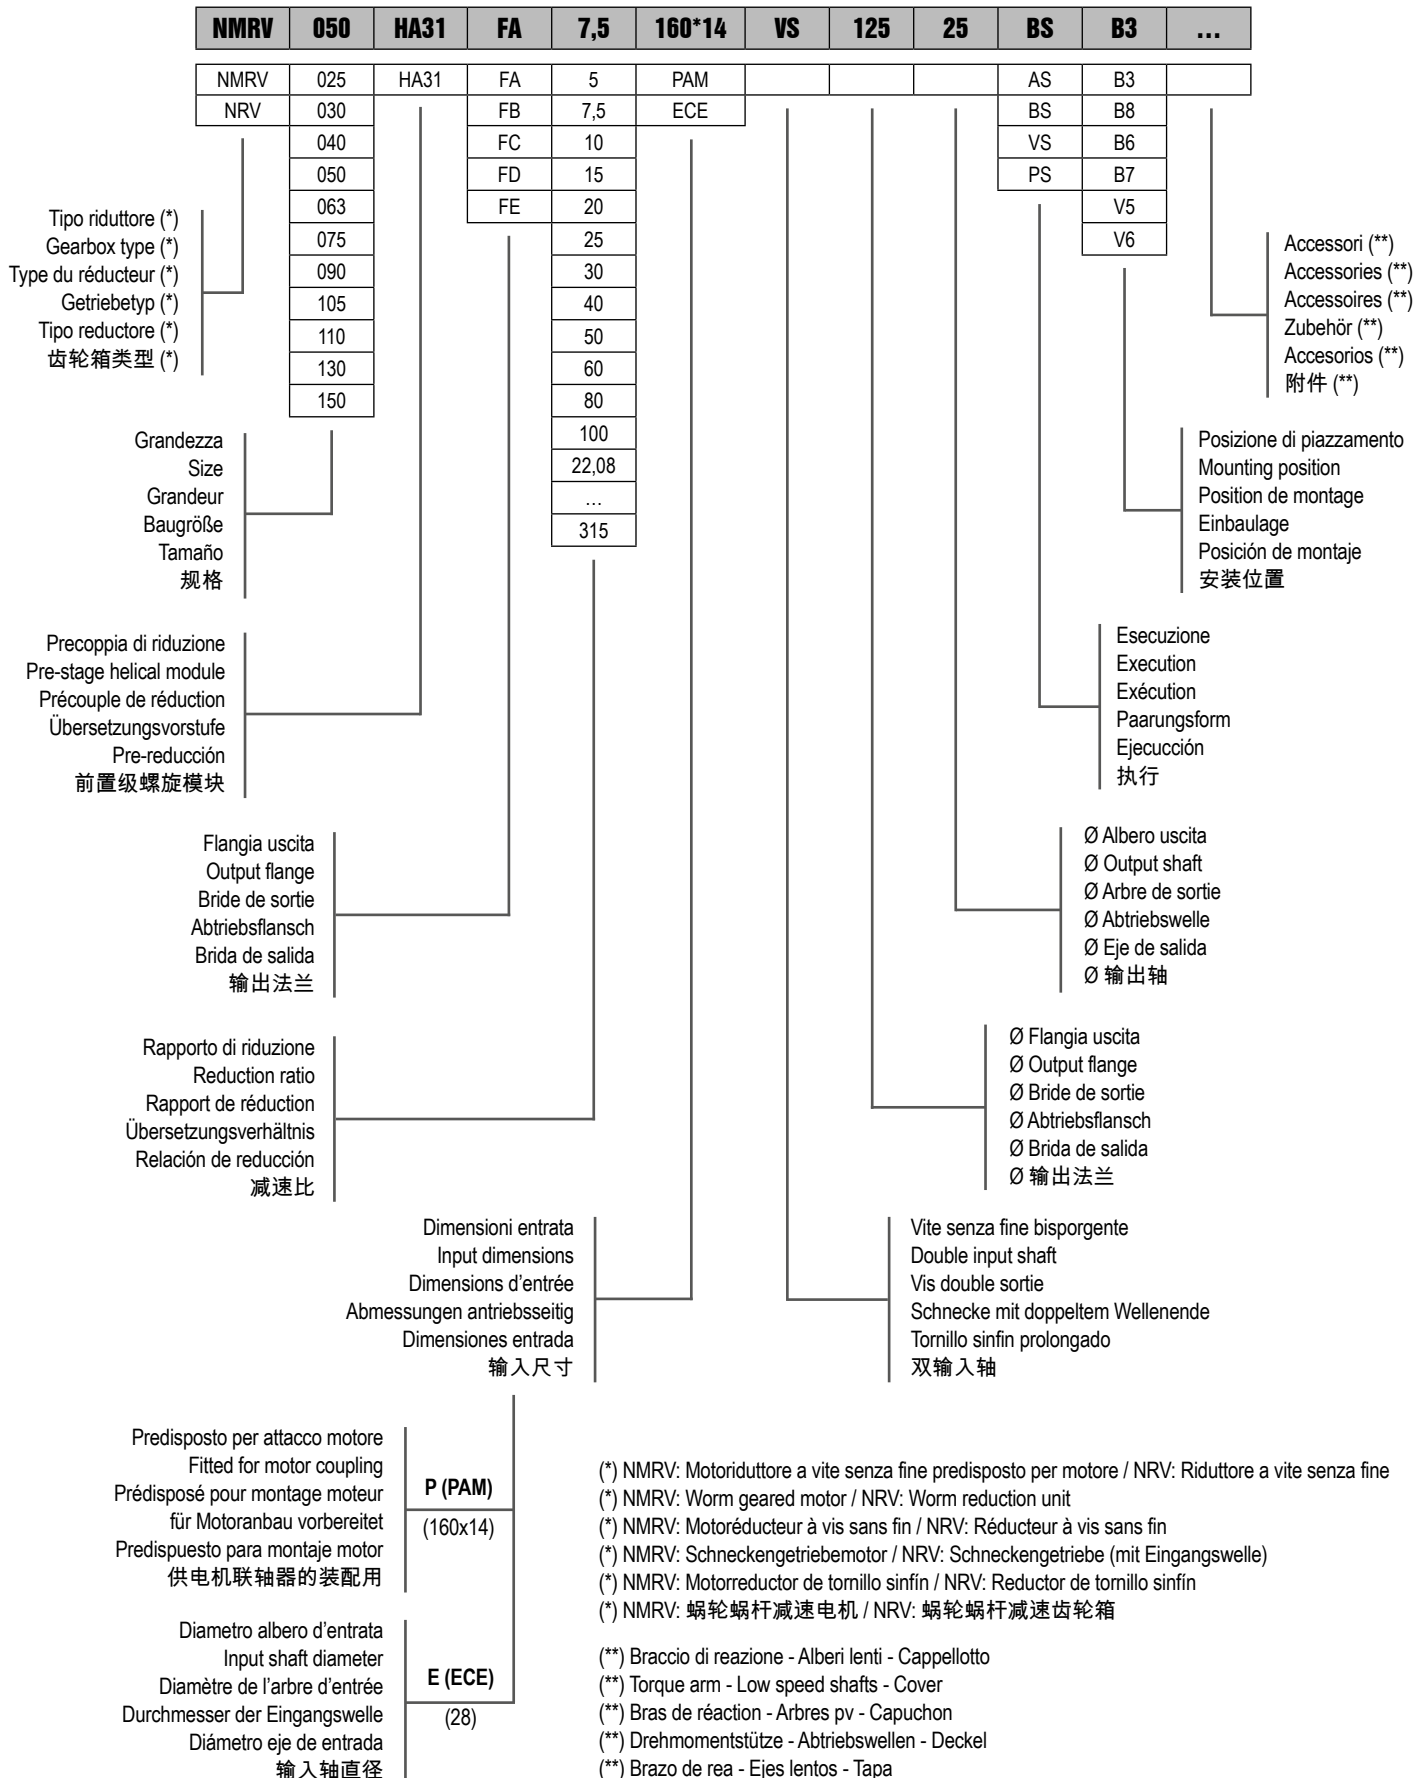 NMRV 050 HA31 FA 7,5 160*14 VS 125 25 BS B3 ...
NMRV 025 HA31 FA 5 PAM AS B3
NRV 030 FB 7,5 ECE BS B8
040 FC 10 VS B6
050 FD 15 PS B7
063 FE 20 V5
075 25 V6
090 30
105 40
110 50
130 60
150 80
100
22,08
...
315
Tipo riduttore (*)
Gearbox type (*)
Type du réducteur (*)
Getriebetyp (*)
Tipo reductore (*)
齿轮箱类型 (*)
Accessori (**)
Accessories (**)
Accessoires (**)
Zubehör (**)
Accesorios (**)
附件 (**)
Grandezza
Size
Grandeur
Baugröße
Tamaño
规格
Posizione di piazzamento
Mounting position
Position de montage
Einbaulage
Posición de montaje
安装位置
Precoppia di riduzione
Pre-stage helical module
Précouple de réduction
Übersetzungsvorstufe
Pre-reducción
前置级螺旋模块
Esecuzione
Execution
Exécution
Paarungsform
Ejecucción
执行
Flangia uscita
Output flange
Bride de sortie
Abtriebsflansch
Brida de salida
输出法兰
Ø Albero uscita
Ø Output shaft
Ø Arbre de sortie
Ø Abtriebswelle
Ø Eje de salida
Ø 输出轴
Rapporto di riduzione
Reduction ratio
Rapport de réduction
Übersetzungsverhältnis
Relación de reducción
减速比
Ø Flangia uscita
Ø Output flange
Ø Bride de sortie
Ø Abtriebsflansch
Ø Brida de salida
Ø 输出法兰
Dimensioni entrata
Input dimensions
Dimensions d’entrée
Abmessungen antriebsseitig
Dimensiones entrada
输入尺寸
Vite senza fine bisporgente
Double input shaft
Vis double sortie
Schnecke mit doppeltem Wellenende
Tornillo sinfin prolongado
双输入轴
Predisposto per attacco motore
Fitted for motor coupling
Prédisposé pour montage moteur
für Motoranbau vorbereitet
Predispuesto para montaje motor
供电机联轴器的装配用
P (PAM)
(160x14)
Diametro albero d’entrata
Input shaft diameter
Diamètre de l’arbre d’entrée
Durchmesser der Eingangswelle
Diámetro eje de entrada
输入轴直径
E (ECE)
(28)
(*) NMRV: Motoriduttore a vite senza fine predisposto per motore / NRV: Riduttore a vite senza fine
(*) NMRV: Worm geared motor / NRV: Worm reduction unit
(*) NMRV: Motoréducteur à vis sans fin / NRV: Réducteur à vis sans fin
(*) NMRV: Schneckengetriebemotor / NRV: Schneckengetriebe (mit Eingangswelle)
(*) NMRV: Motorreductor de tornillo sinfín / NRV: Reductor de tornillo sinfín
(*) NMRV: 蜗轮蜗杆减速电机 / NRV: 蜗轮蜗杆减速齿轮箱
(**) Braccio di reazione - Alberi lenti - Cappellotto
(**) Torque arm - Low speed shafts - Cover
(**) Bras de réaction - Arbres pv - Capuchon
(**) Drehmomentstütze - Abtriebswellen - Deckel
(**) Brazo de rea - Ejes lentos - Tapa